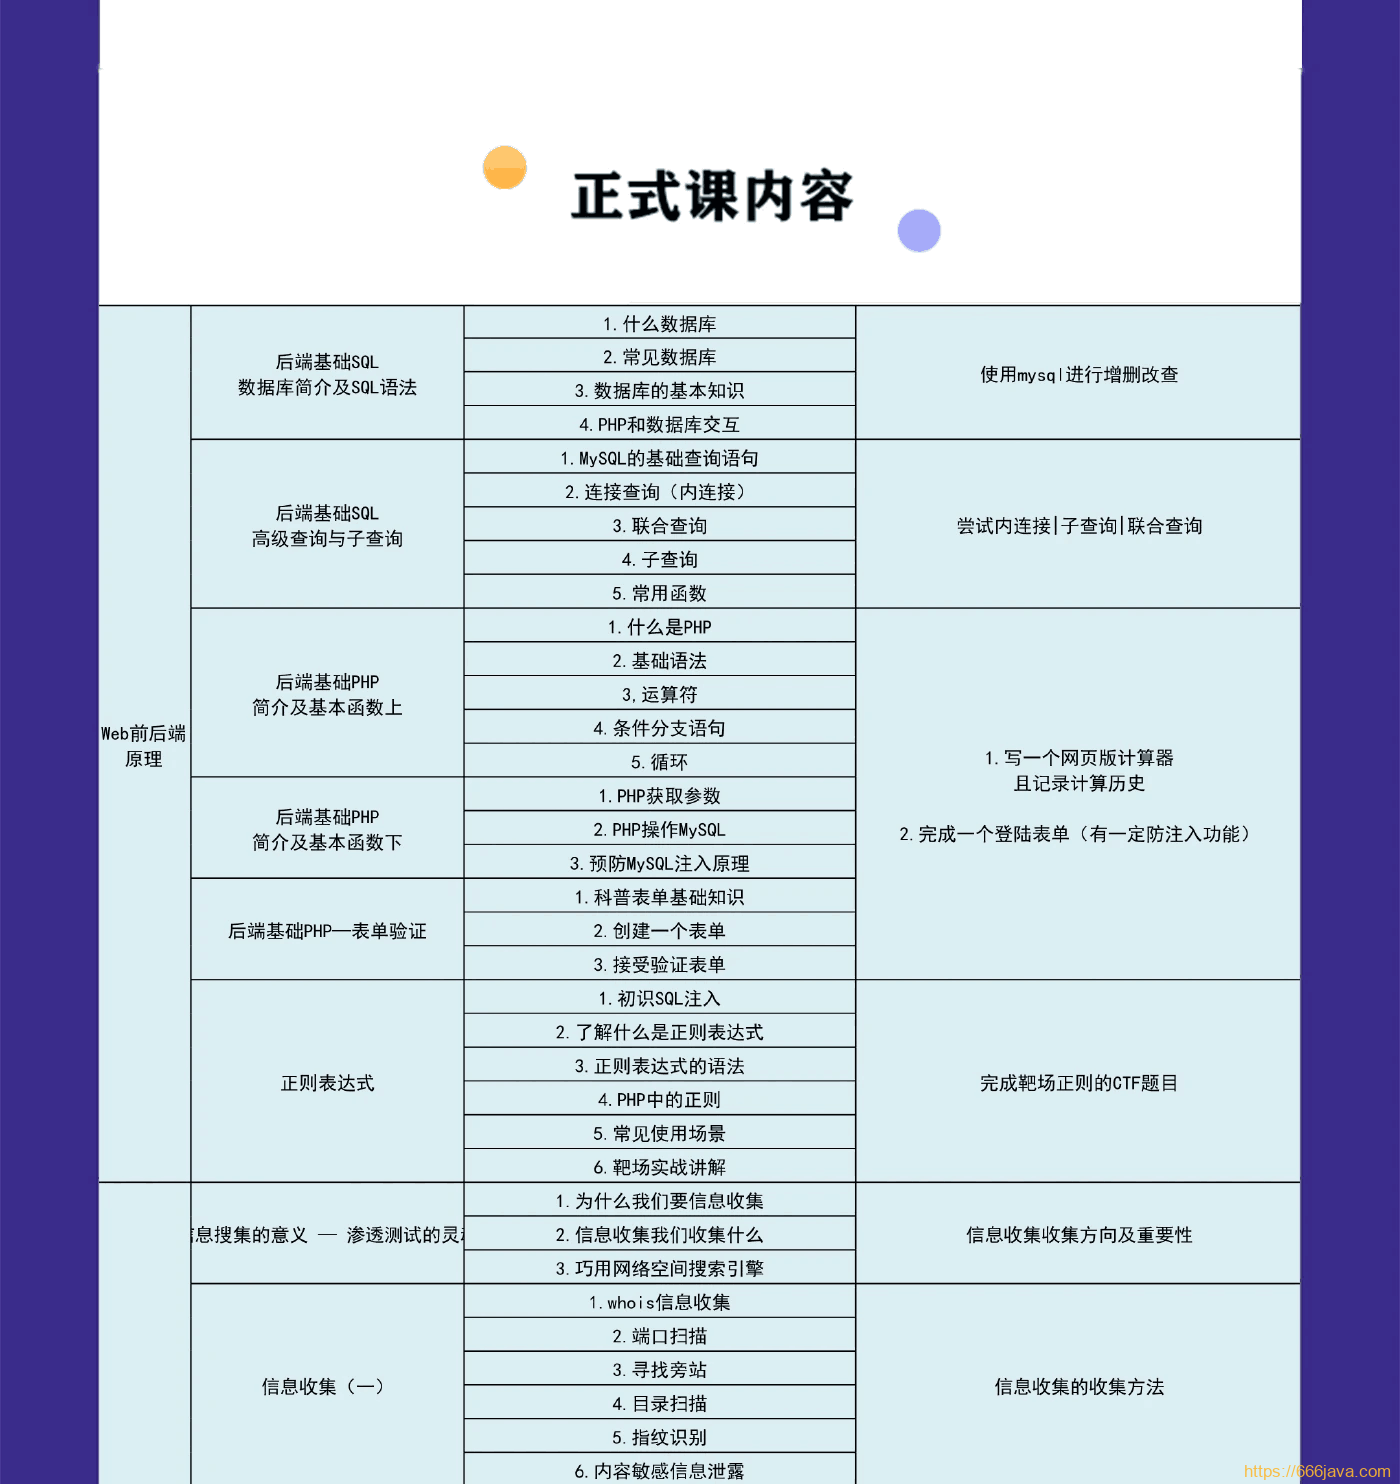 正式课内容
Web前后端
原理
后端基础SQL
数据库简介及SQL语法
1.什么数据库
2.常见数据库
3.数据库的基本知识
4.PHP和数据库交互
使用mysql进行增删改查
后端基础SQL
高级查询与子查询
1.MySQL的基础查询语句
2.连接查询（内连接）
3.联合查询
4.子查询
5.常用函数
尝试内连接|子查询|联合查询
后端基础PHP
简介及基本函数上
1.什么是PHP
2.基础语法
3,运算符
4.条件分支语句
5.循环
后端基础PHP
简介及基本函数下
1.PHP获取参数
2.PHP操作MySQL
3.预防MySQL注入原理
后端基础PHP—表单验证
1.科普表单基础知识
2.创建一个表单
3.接受验证表单
1.写一个网页版计算器
且记录计算历史
2.完成一个登陆表单（有一定防注入功能）
正则表达式
1.初识SQL注入
2.了解什么是正则表达式
3.正则表达式的语法
4.PHP中的正则
5.常见使用场景
6.靶场实战讲解
完成靶场正则的CTF题目
息搜集的意义 — 渗透测试的灵
1.为什么我们要信息收集
2.信息收集我们收集什么
3.巧用网络空间搜索引擎
信息收集收集方向及重要性
信息收集（一）
1.whois信息收集
2.端口扫描
3.寻找旁站
4.目录扫描
5.指纹识别
6.内容敏感信息泄露
信息收集的收集方法
https://666java.com